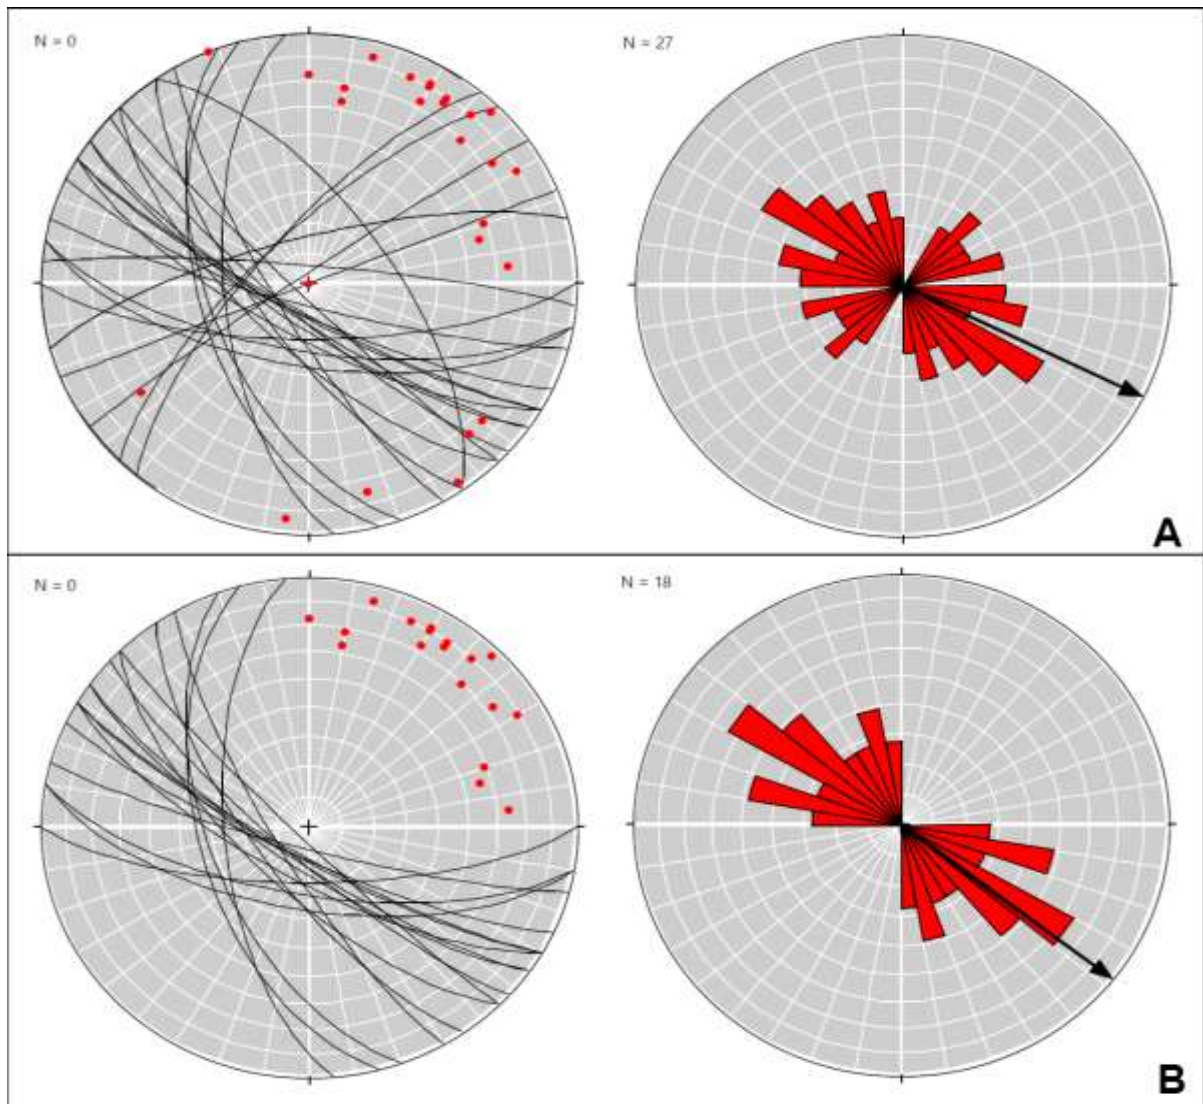 N = 0
N = 27
A
N = 0
N = 18
B